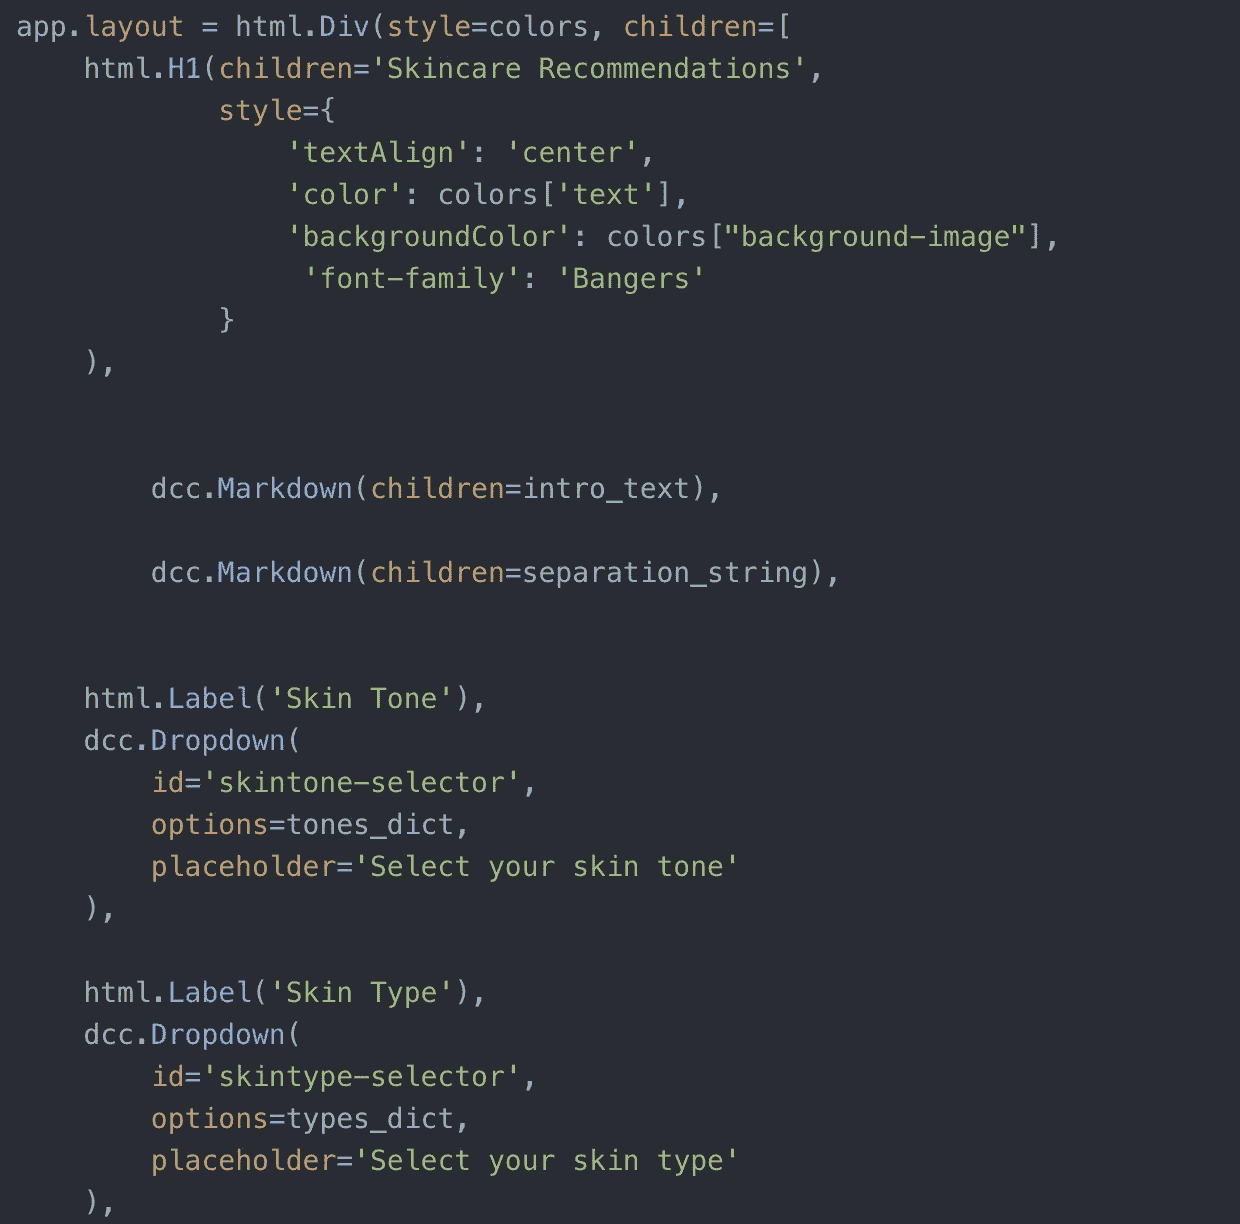 app.layout = html.Div(style=colors, children=[
    html.H1(children='Skincare Recommendations',
            style={
                'textAlign': 'center',
                'color': colors['text'],
                'backgroundColor': colors["background-image"],
                 'font-family': 'Bangers'
            }
    ),
        dcc.Markdown(children=intro_text),
        dcc.Markdown(children=separation_string),
    html.Label('Skin Tone'),
    dcc.Dropdown(
        id='skintone-selector',
        options=tones_dict,
        placeholder='Select your skin tone'
    ),
    html.Label('Skin Type'),
    dcc.Dropdown(
        id='skintype-selector',
        options=types_dict,
        placeholder='Select your skin type'
    ),